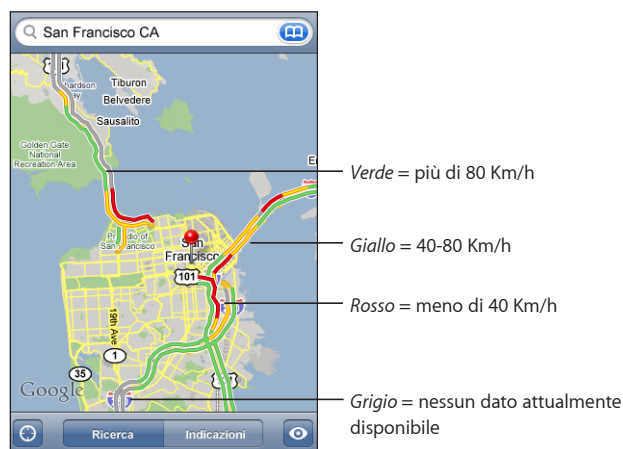 San Francisco CA
Tiburon
Belvedere
Sausalito
Golden Gate
National
Recreation Area
Verde = più di 80 Km/h
San
Francisco
Giallo = 40-80 Km/h
101
Rosso = meno di 40 Km/h
19th Ave
1
35
Google
Grigio = nessun dato attualmente
disponibile
Ricerca
Indicazioni